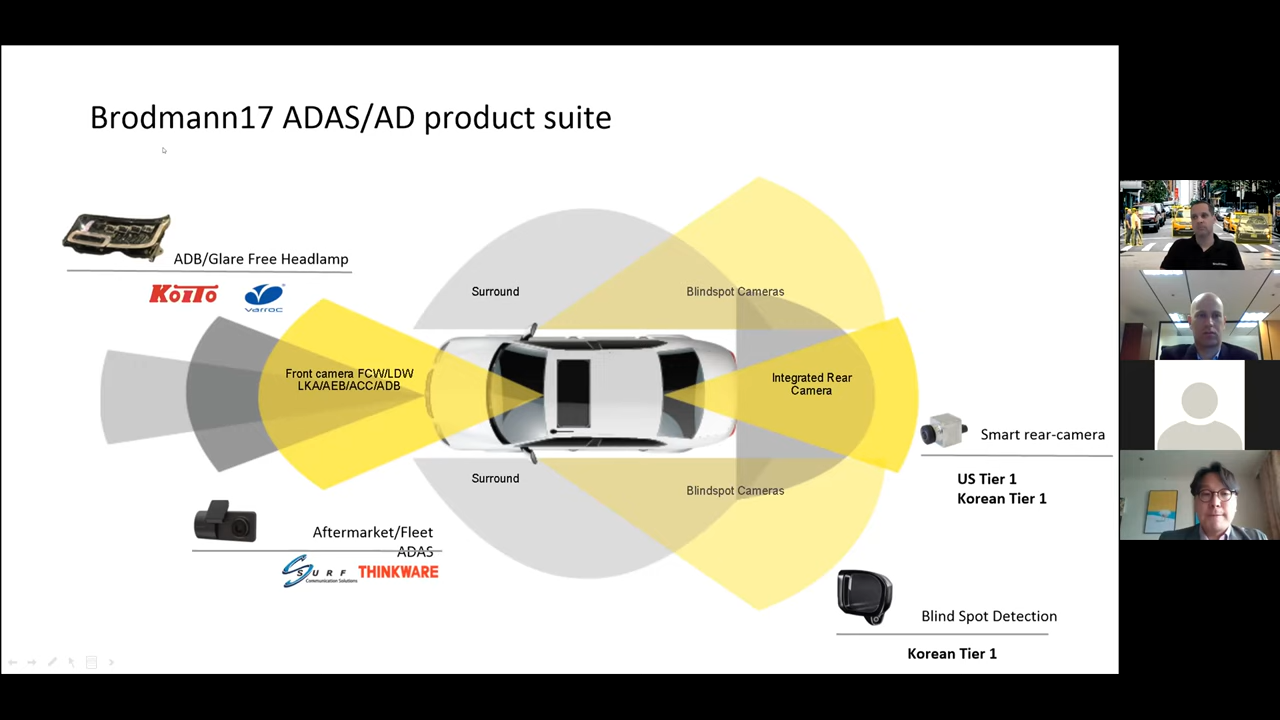 Brodmann17 ADAS/AD product suite
ADB/Glare Free Headlamp
KOITO
varroc
Surround
Blindspot Cameras
Front camera FCW/LDW
LKA/AEB/ACC/ADB
Integrated Rear
Camera
Smart rear-camera
US Tier 1
Korean Tier 1
Surround
Blindspot Cameras
Aftermarket/Fleet
ADAS
SURF
Communication Solutions
THINKWARE
Blind Spot Detection
Korean Tier 1